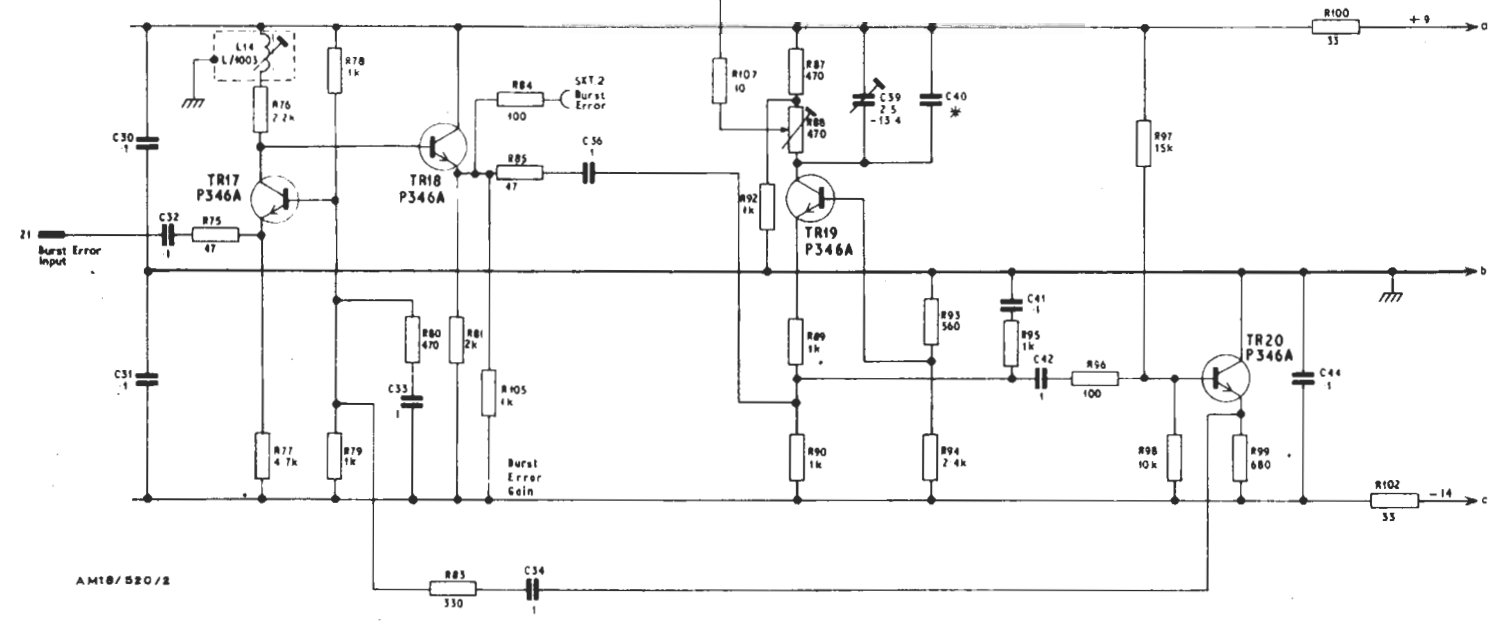 R100
33
+9
a
L14
L/1003
R78
1k
R76
2.2k
R84
100
SKT.2
Burst
Error
R107
10
R87
470
C39
2.5
-13.4
C40
*
R88
470
C30
.1
TR17
P346A
TR18
P346A
R85
47
C36
1
R97
15k
R92
1k
TR19
P346A
C32
.1
R75
47
21
Burst Error
Input
b
R80
470
R81
2k
R89
1k
R93
560
C41
.1
R95
1k
C42
1
R96
100
TR20
P346A
C31
.1
C33
1
R105
1k
C44
1
R77
4.7k
R79
1k
Burst
Error
Gain
R90
1k
R94
2.4k
R98
10k
R99
680
R102
33
-14
c
AM18/520/2
R83
330
C34
1